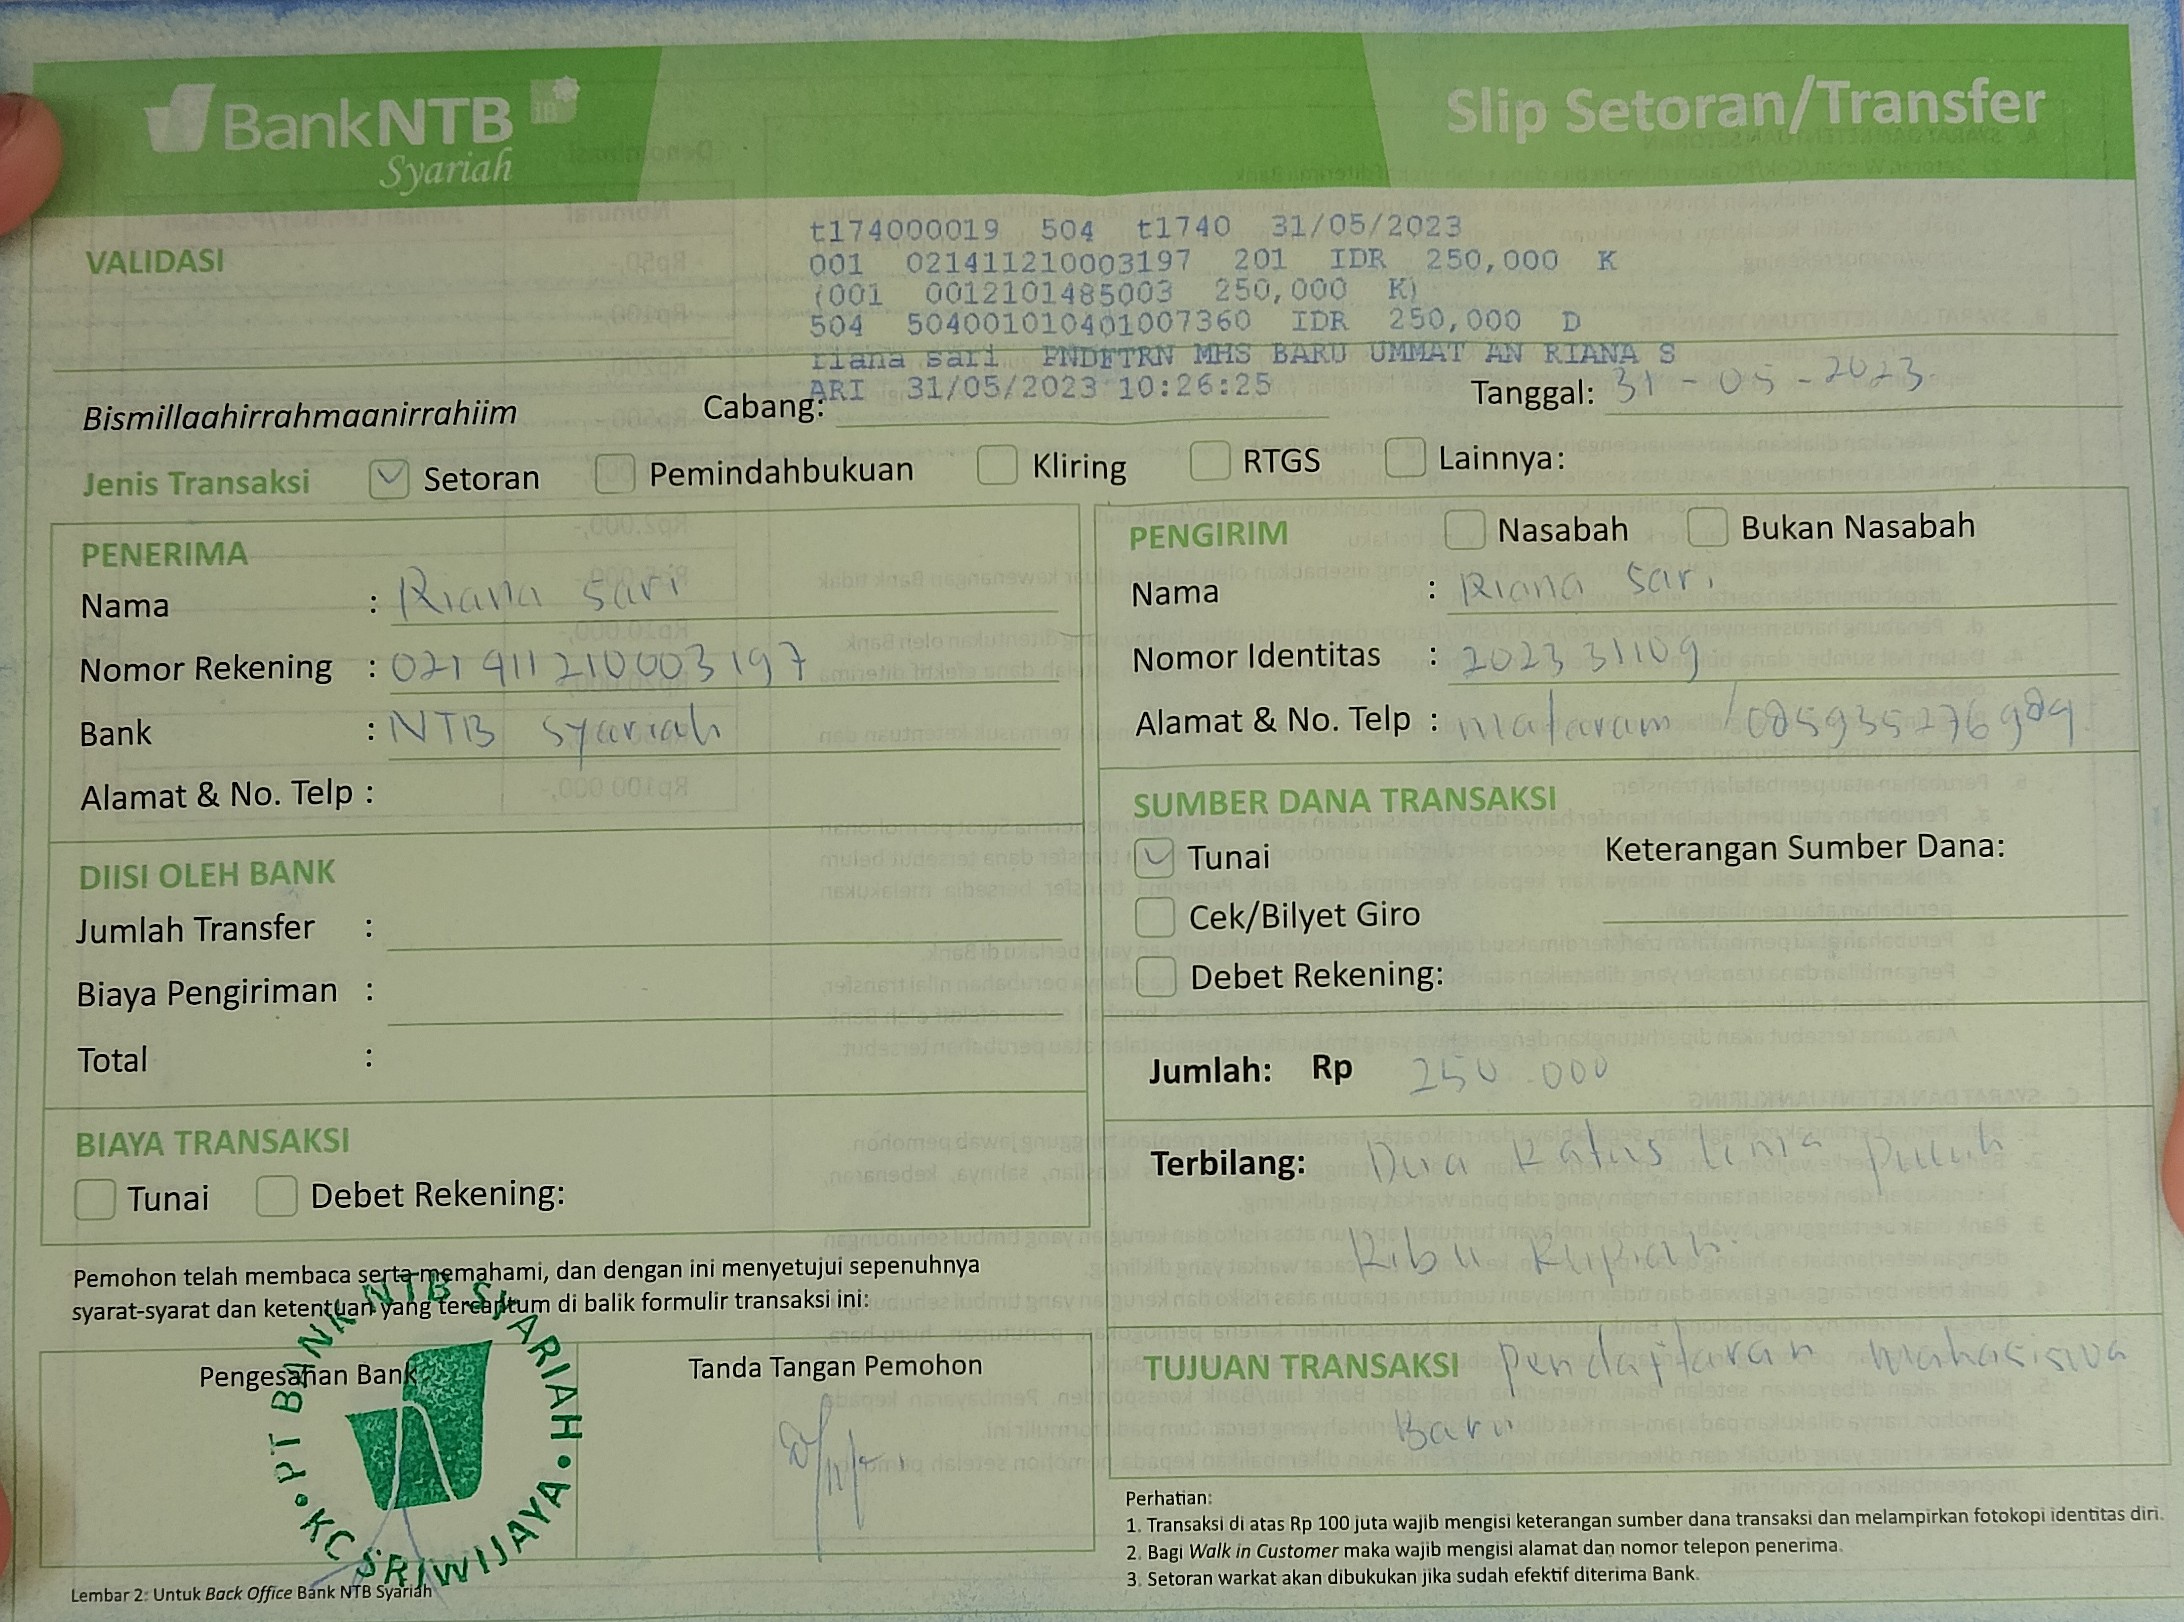 BankNTB iB
Syariah
Slip Setoran/Transfer
VALIDASI
t174000019 504 t1740 31/05/2023
001 021411210003197 201 IDR 250,000 K
(001 0012101485003 250,000 K)
504 504001010401007360 IDR 250,000 D
riana sari PNDFTRN MHS BARU UMMAT AN RIANA S
ARI 31/05/2023 10:26:25
Bismillaahirrahmaanirrahiim Cabang: Tanggal: 31-05-2023
Jenis Transaksi Setoran Pemindahbukuan Kliring RTGS Lainnya:
PENERIMA
Nama : Riana Sari
Nomor Rekening : 021911210003197
Bank : NTB Syariah
Alamat & No. Telp :
DIISI OLEH BANK
Jumlah Transfer :
Biaya Pengiriman :
Total :
BIAYA TRANSAKSI
Tunai Debet Rekening:
Pemohon telah membaca serta memahami, dan dengan ini menyetujui sepenuhnya
syarat-syarat dan ketentuan yang tercantum di balik formulir transaksi ini:
Pengesahan Bank
PT BANK NTB SYARIAH
KC SRIWIJAYA
Tanda Tangan Pemohon
Lembar 2: Untuk Back Office Bank NTB Syariah
PENGIRIM Nasabah Bukan Nasabah
Nama : Riana Sari
Nomor Identitas : 202331109
Alamat & No. Telp : mataram / 085935276989
SUMBER DANA TRANSAKSI
Tunai Keterangan Sumber Dana:
Cek/Bilyet Giro
Debet Rekening:
Jumlah: Rp 250.000
Terbilang: Dua Ratus lima Puluh
Ribu Rupiah.
TUJUAN TRANSAKSI Pendaftaran mahasiswa
Baru
Perhatian:
1. Transaksi di atas Rp 100 juta wajib mengisi keterangan sumber dana transaksi dan melampirkan fotokopi identitas diri.
2. Bagi Walk in Customer maka wajib mengisi alamat dan nomor telepon penerima.
3. Setoran warkat akan dibukukan jika sudah efektif diterima Bank.